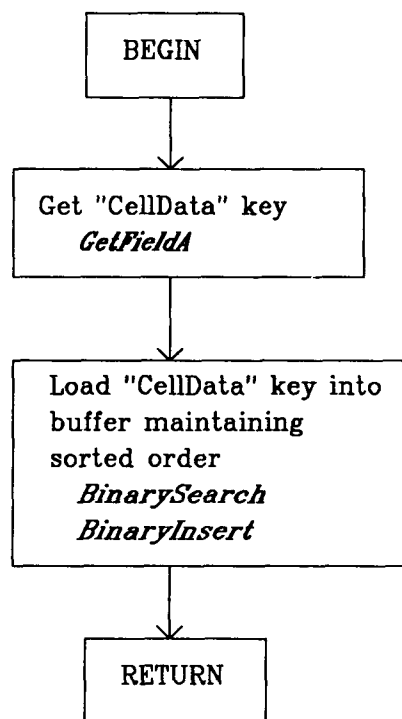 BEGIN
Get "CellData" key
GetFieldA
Load "CellData" key into
buffer maintaining
sorted order
BinarySearch
BinaryInsert
RETURN